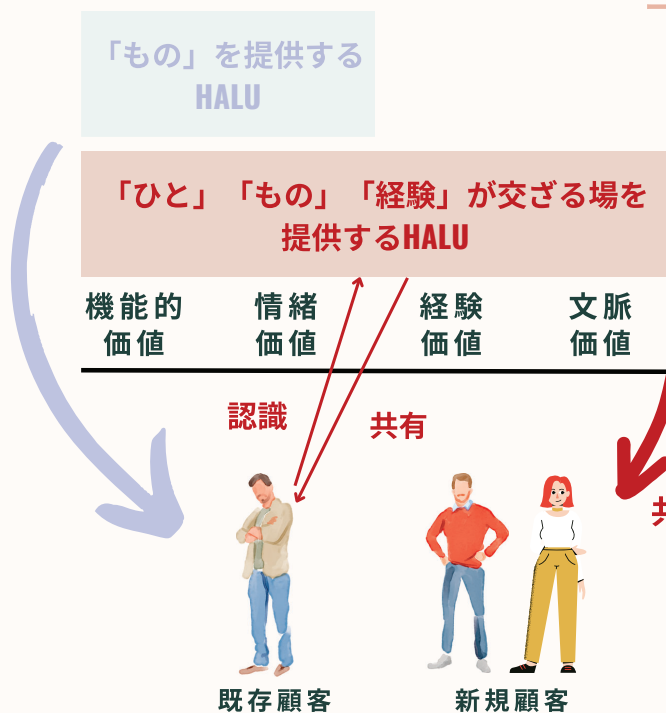 「もの」を提供する
HALU
「ひと」「もの」「経験」が交ざる場を
提供するHALU
機能的
価値
情緒
価値
経験
価値
文脈
価値
認識
共有
既存顧客
新規顧客